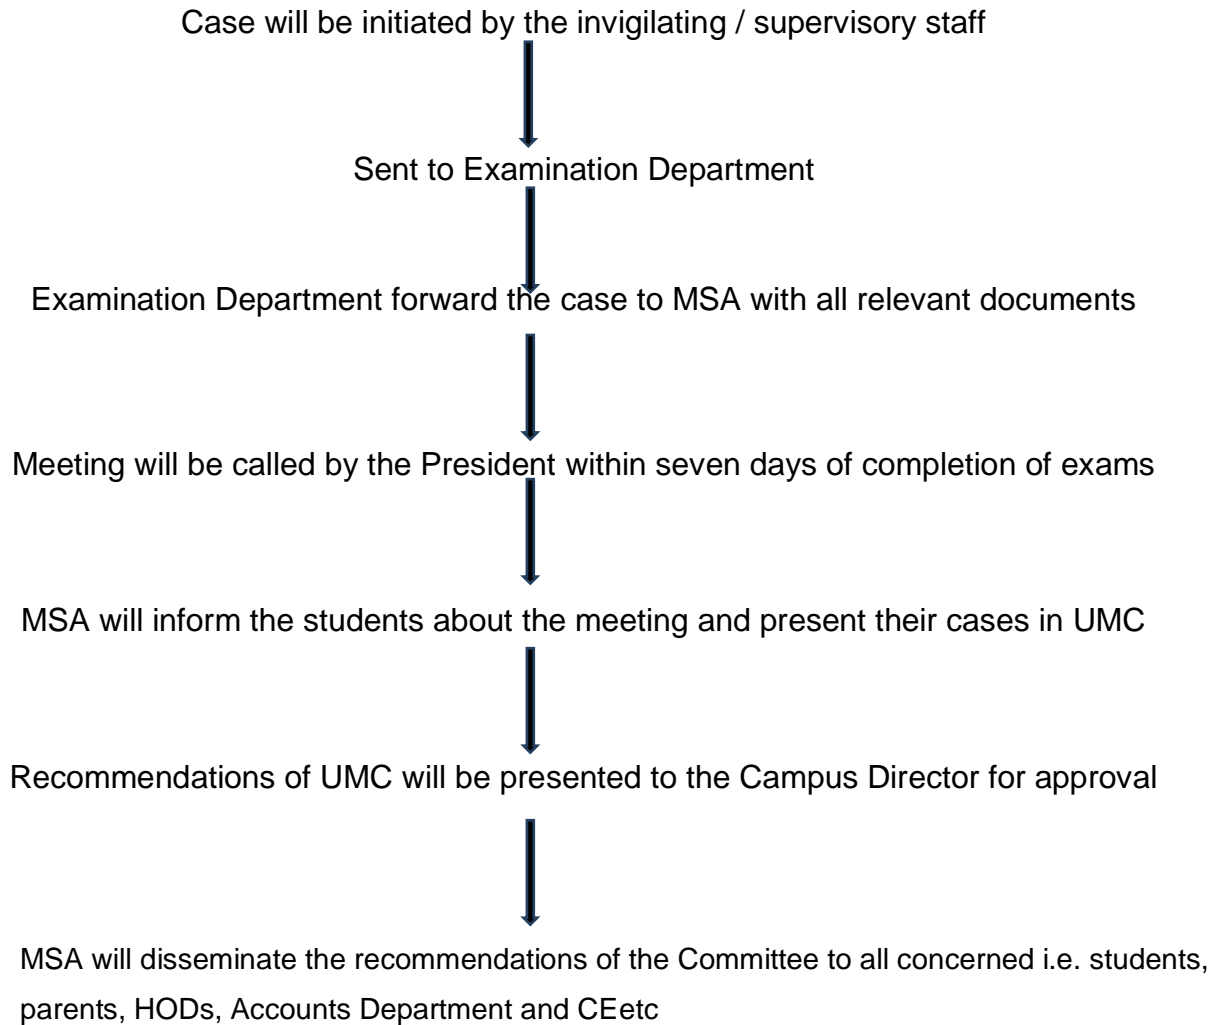 Case will be initiated by the invigilating / supervisory staff
Sent to Examination Department
Examination Department forward the case to MSA with all relevant documents
Meeting will be called by the President within seven days of completion of exams
MSA will inform the students about the meeting and present their cases in UMC
Recommendations of UMC will be presented to the Campus Director for approval
MSA will disseminate the recommendations of the Committee to all concerned i.e. students,
parents, HODs, Accounts Department and CEetc